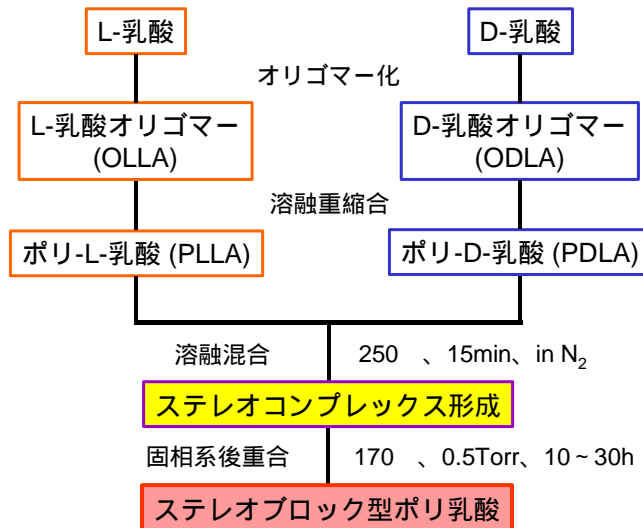 L-乳酸
D-乳酸
オリゴマー化
L-乳酸オリゴマー
(OLLA)
D-乳酸オリゴマー
(ODLA)
溶融重縮合
ポリ-L-乳酸 (PLLA)
ポリ-D-乳酸 (PDLA)
溶融混合
250 、15min、in N₂
ステレオコンプレックス形成
固相系後重合
170 、0.5Torr、10～30h
ステレオブロック型ポリ乳酸